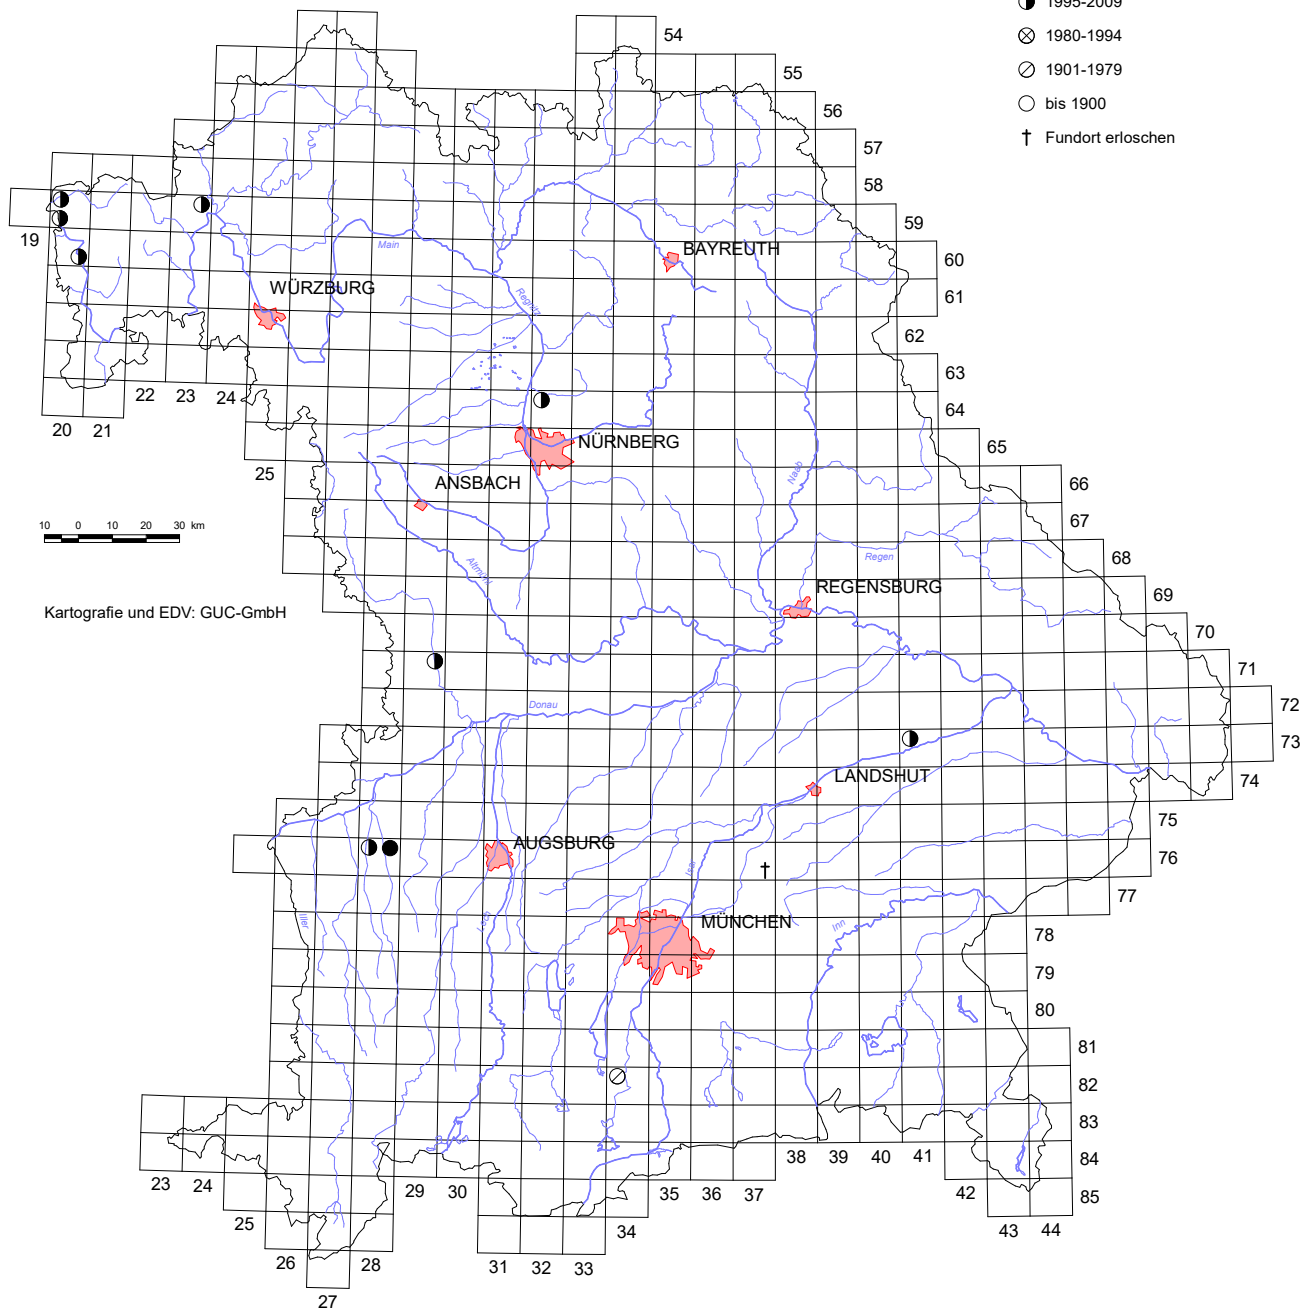 1995-2009
1980-1994
1901-1979
bis 1900
† Fundort erloschen
54
55
56
57
58
59
60
61
62
63
64
65
66
67
68
69
70
71
72
73
74
75
76
77
78
79
80
81
82
83
84
85
19
20 21
22 23 24
25
Main
Regnitz
WÜRZBURG
BAYREUTH
NÜRNBERG
ANSBACH
Naab
Altmühl
Regen
REGENSBURG
10 0 10 20 30 km
Kartografie und EDV: GUC-GmbH
Donau
LANDSHUT
AUGSBURG
Isar
Iller
Lech
MÜNCHEN
Inn
23 24
25
26
27
28
29 30
31 32 33
34
35 36 37
38 39 40 41
42
43 44